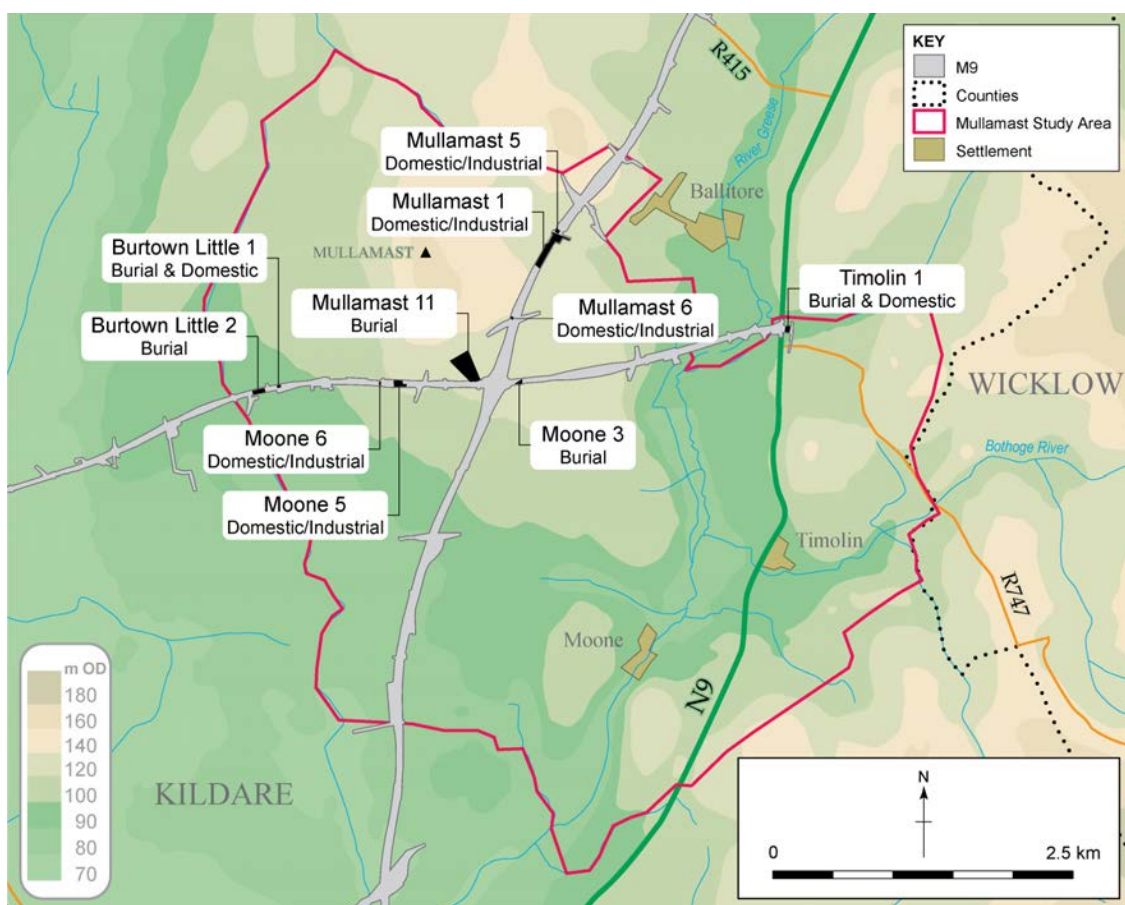 R415
KEY
M9
Counties
Mullamast Study Area
Settlement
River Greese
Mullamast 5
Domestic/Industrial
Ballitore
Mullamast 1
Domestic/Industrial
Burtown Little 1
Burial & Domestic
MULLAMAST
Timolin 1
Burial & Domestic
Mullamast 11
Burial
Mullamast 6
Domestic/Industrial
Burtown Little 2
Burial
WICKLOW
Moone 6
Domestic/Industrial
Moone 3
Burial
Bothoge River
Moone 5
Domestic/Industrial
Timolin
R747
Moone
N9
m OD
180
160
140
120
100
90
80
70
KILDARE
N
0
2.5 km